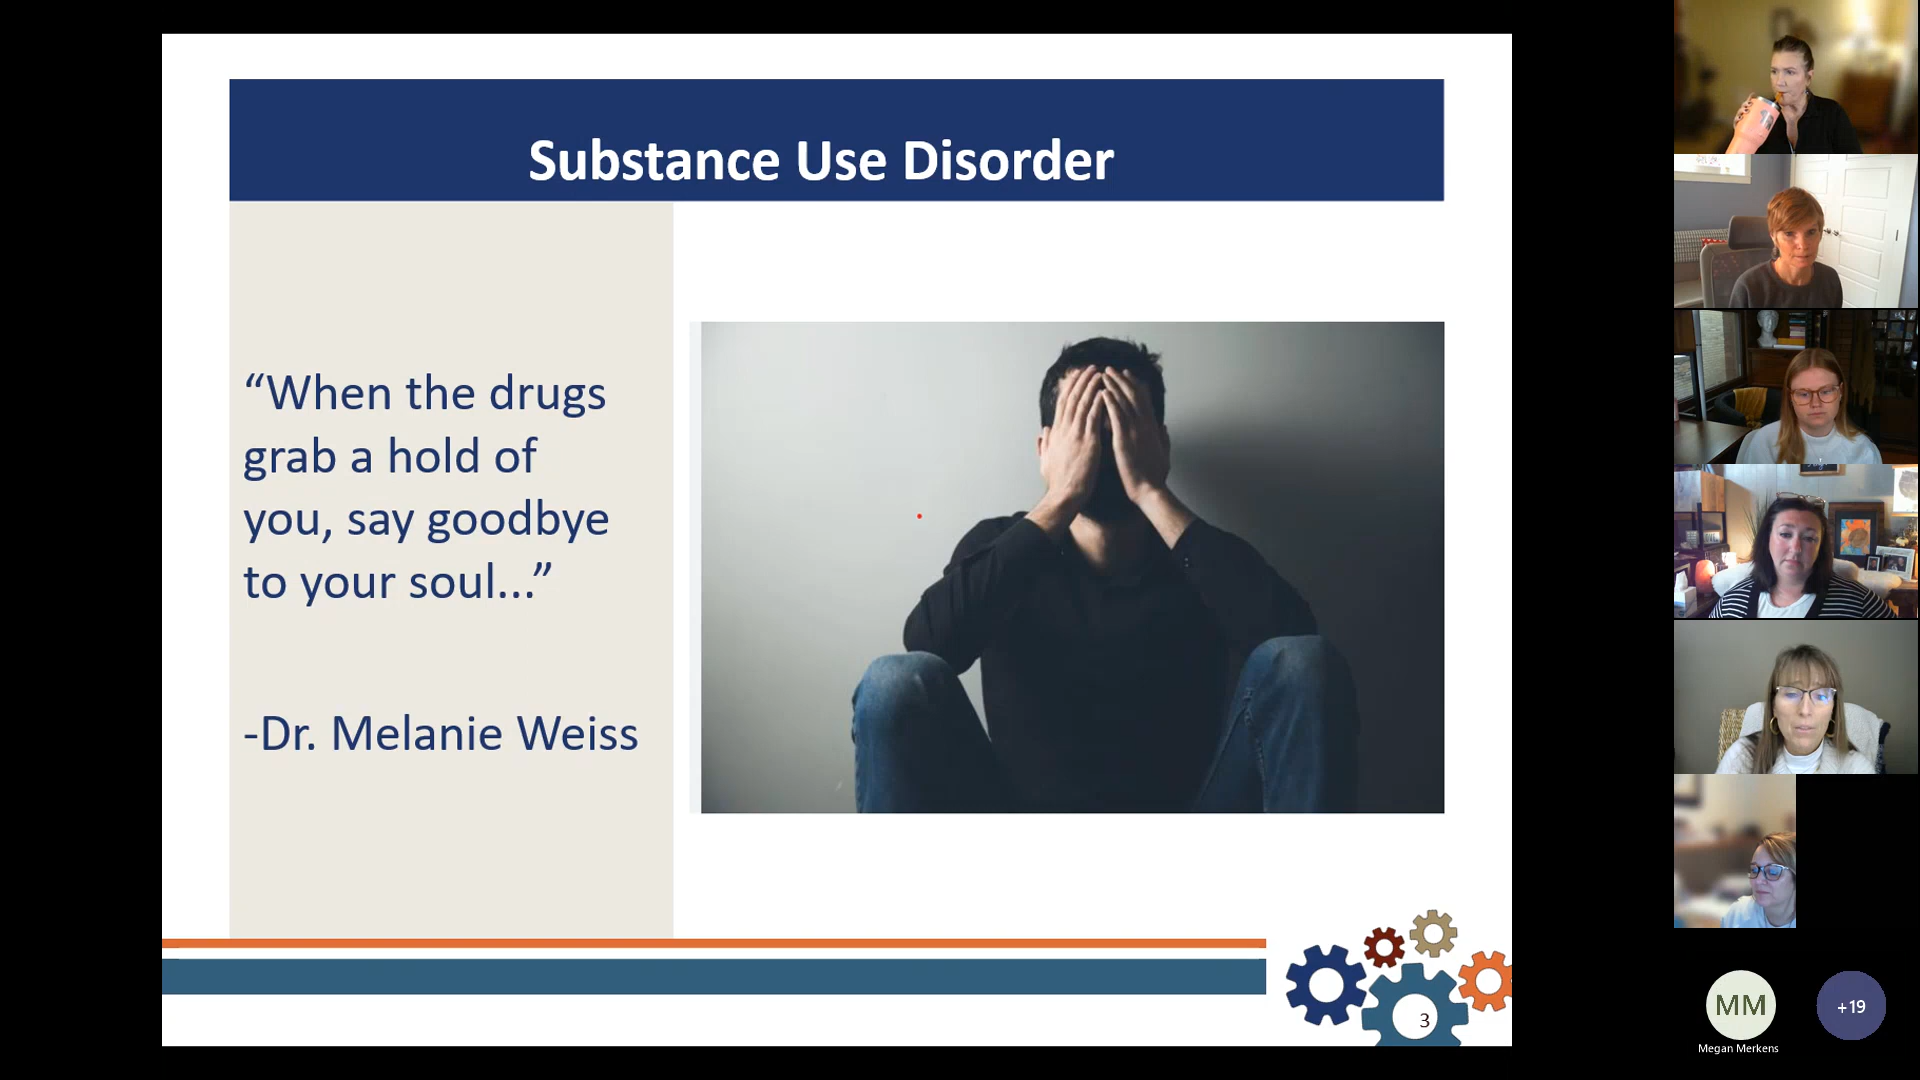 Substance Use Disorder
“When the drugs
grab a hold of
you, say goodbye
to your soul...”
-Dr. Melanie Weiss
3
MM
+19
Megan Merkens